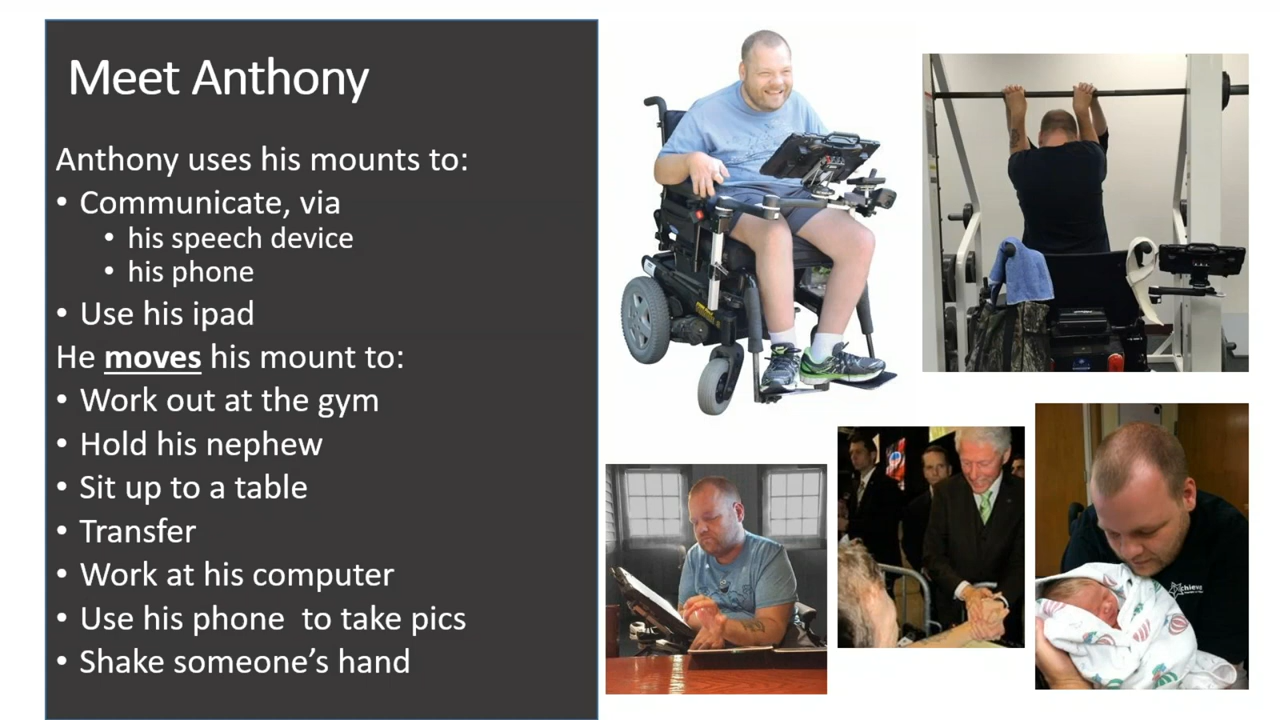 Meet Anthony
Anthony uses his mounts to:
• Communicate, via
• his speech device
• his phone
• Use his ipad
He moves his mount to:
• Work out at the gym
• Hold his nephew
• Sit up to a table
• Transfer
• Work at his computer
• Use his phone  to take pics
• Shake someone’s hand